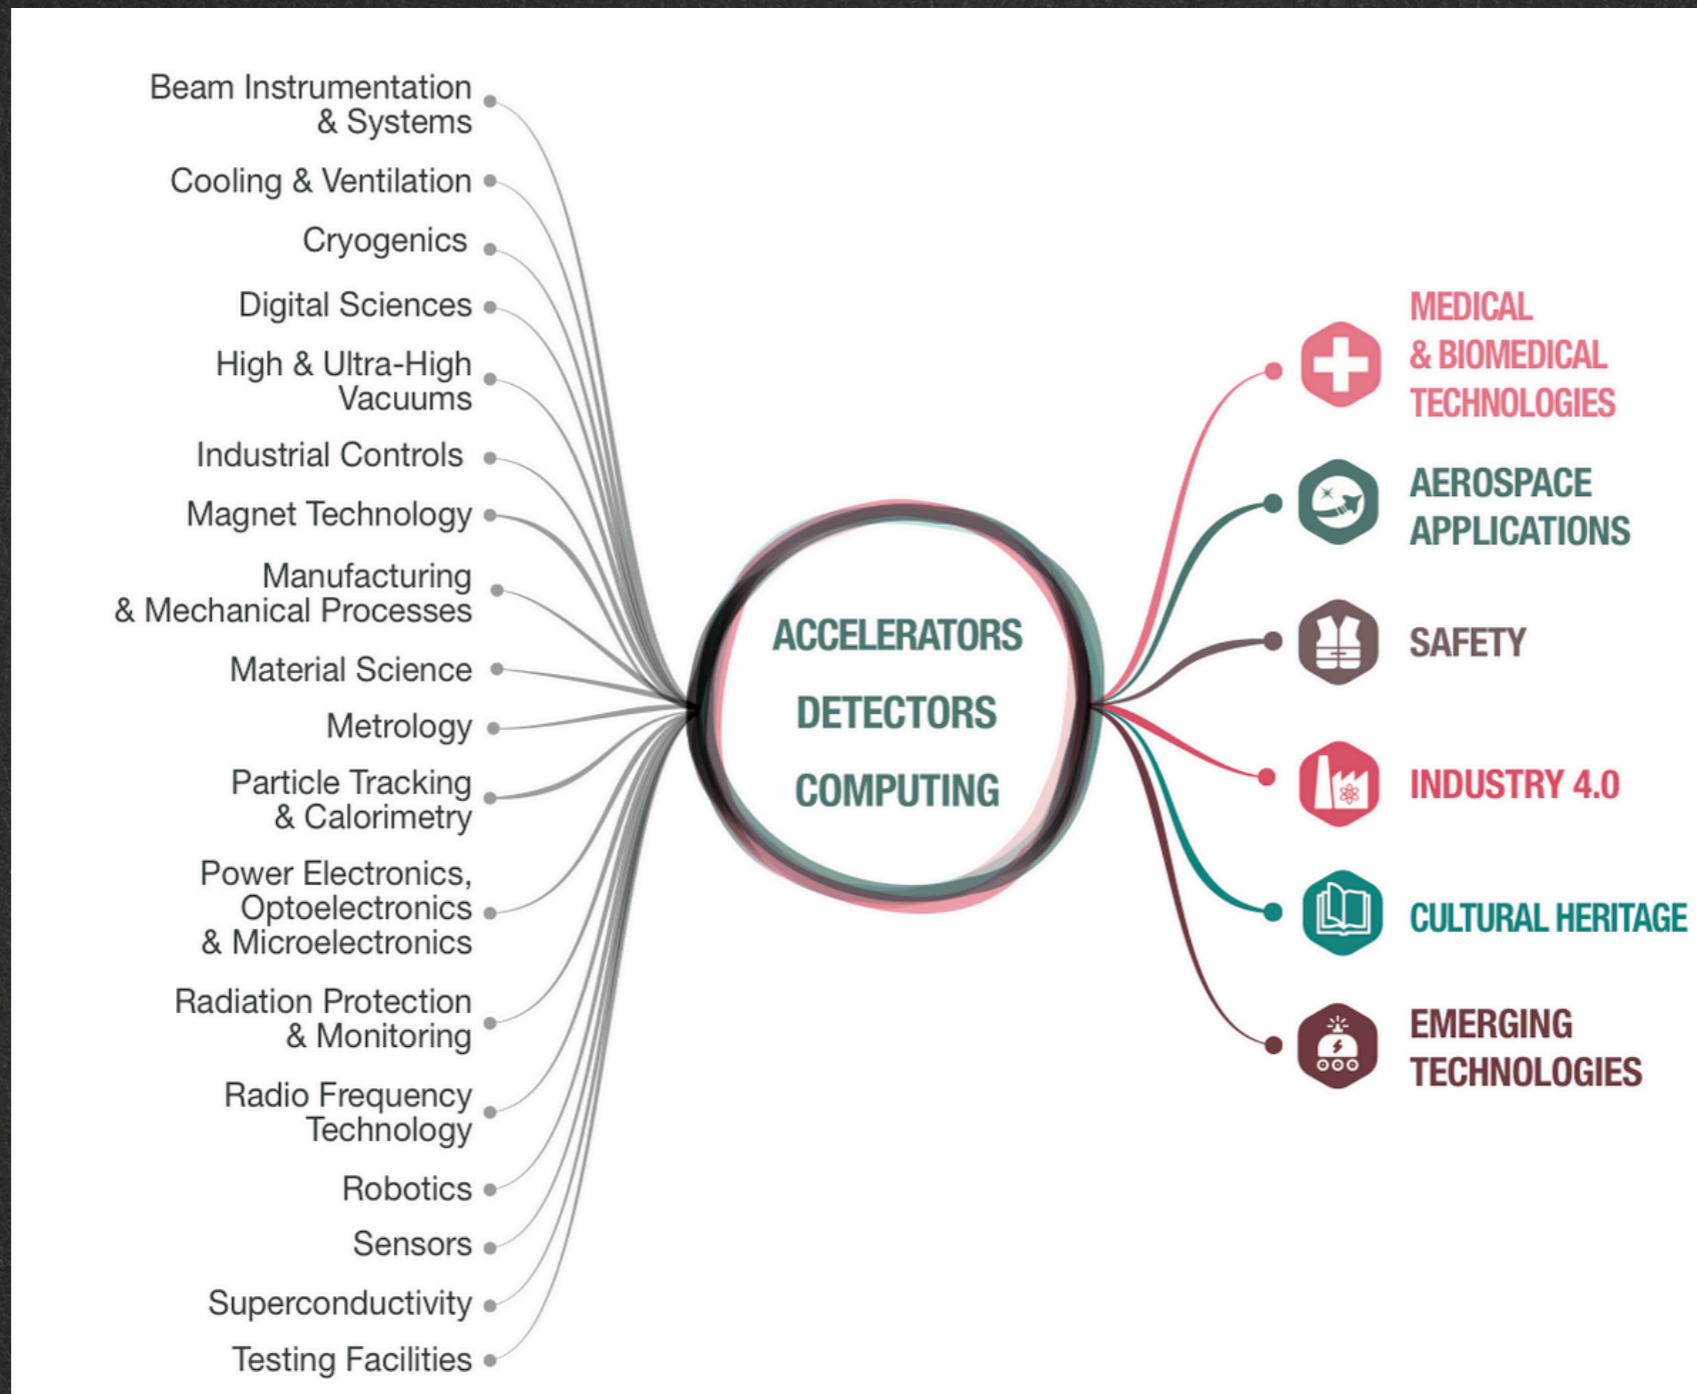 Beam Instrumentation
& Systems
Cooling & Ventilation
Cryogenics
Digital Sciences
High & Ultra-High
Vacuums
Industrial Controls
Magnet Technology
Manufacturing
& Mechanical Processes
Material Science
Metrology
Particle Tracking
& Calorimetry
Power Electronics,
Optoelectronics
& Microelectronics
Radiation Protection
& Monitoring
Radio Frequency
Technology
Robotics
Sensors
Superconductivity
Testing Facilities
ACCELERATORS
DETECTORS
COMPUTING
MEDICAL
& BIOMEDICAL
TECHNOLOGIES
AEROSPACE
APPLICATIONS
SAFETY
INDUSTRY 4.0
CULTURAL HERITAGE
EMERGING
TECHNOLOGIES